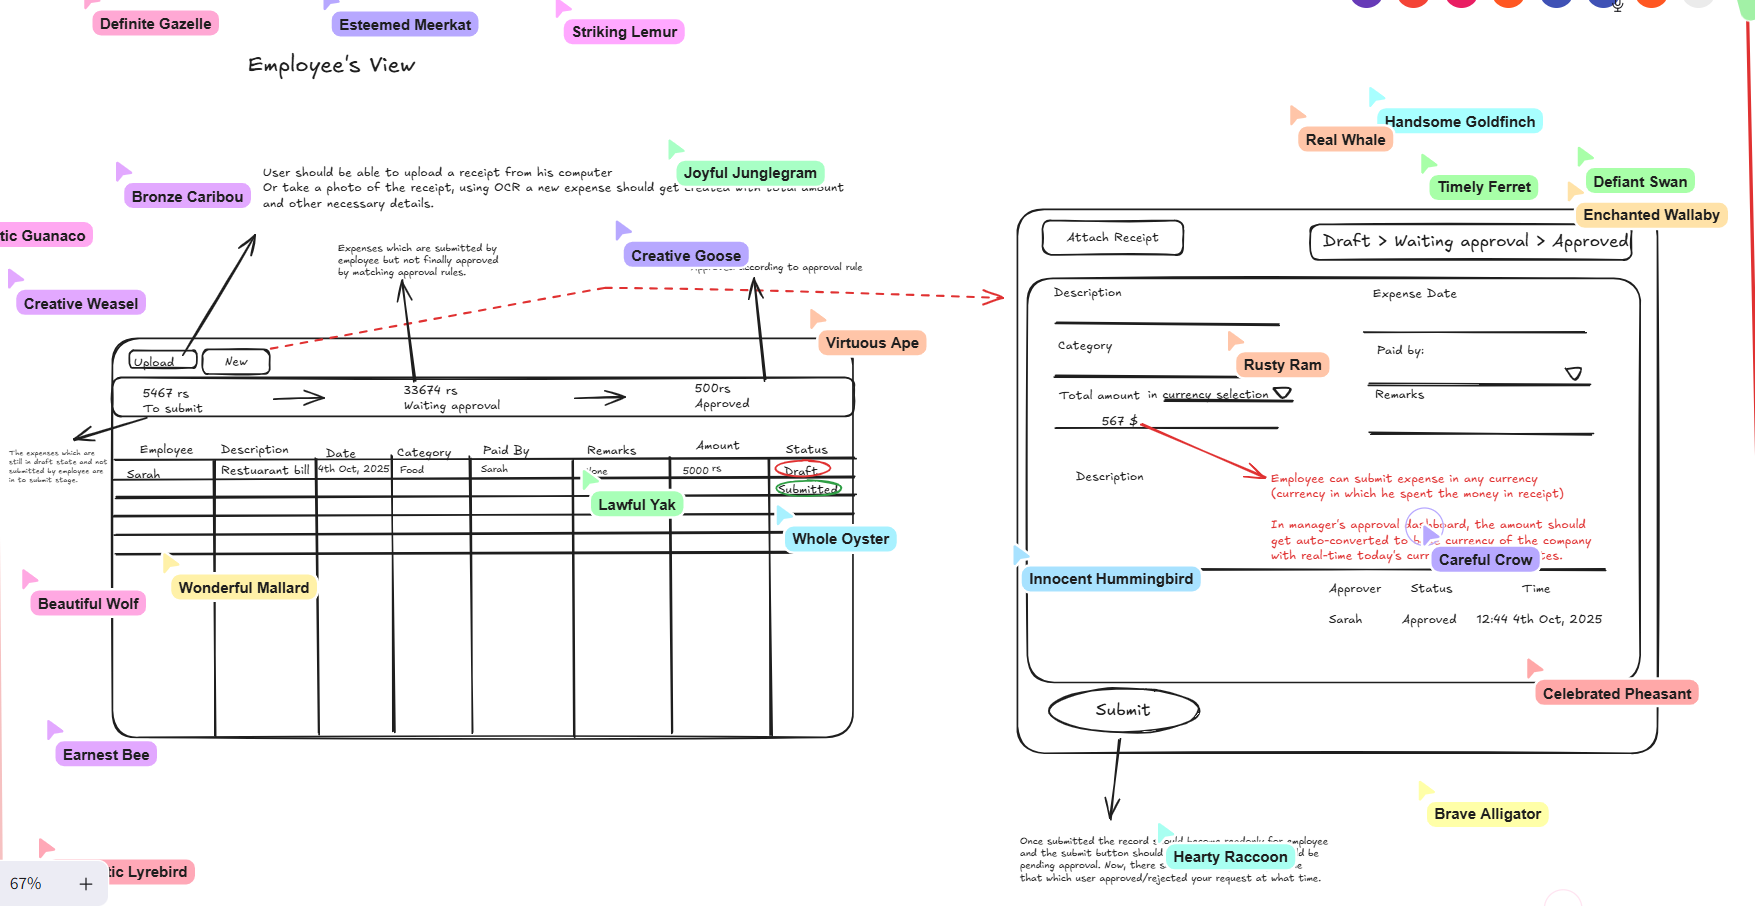 Definite Gazelle
Esteemed Meerkat
Striking Lemur
Employee's View
Handsome Goldfinch
Real Whale
Joyful Junglegram
Timely Ferret
Defiant Swan
Enchanted Wallaby
Bronze Caribou
User should be able to upload a receipt from his computer
Or take a photo of the receipt, using OCR a new expense should get created with total amount
and other necessary details.
tic Guanaco
Creative Weasel
Expenses which are submitted by
employee but not finally approved
by matching approval rules.
Creative Goose
Approved according to approval rule
Virtuous Ape
Upload
New
5467 rs
To submit
33674 rs
Waiting approval
500rs
Approved
The expenses which are
still in draft state and not
submitted by employee are
in to submit stage.
Employee Description Date Category Paid By Remarks Amount Status
Sarah Restuarant bill 4th Oct, 2025 Food Sarah None 5000 rs Draft
Submitted
Lawful Yak
Whole Oyster
Wonderful Mallard
Beautiful Wolf
Earnest Bee
tic Lyrebird
67%
Attach Receipt
Draft > Waiting approval > Approved
Description
Expense Date
Category
Paid by:
Rusty Ram
Total amount in currency selection
Remarks
567 $
Description
Employee can submit expense in any currency
(currency in which he spent the money in receipt)
In manager's approval dashboard, the amount should
get auto-converted to base currency of the company
with real-time today's curr tes.
Careful Crow
Innocent Hummingbird
Approver Status Time
Sarah Approved 12:44 4th Oct, 2025
Celebrated Pheasant
Submit
Brave Alligator
Once submitted the record should become readonly for employee
and the submit button should ld be
pending approval. Now, there s
that which user approved/rejected your request at what time.
Hearty Raccoon